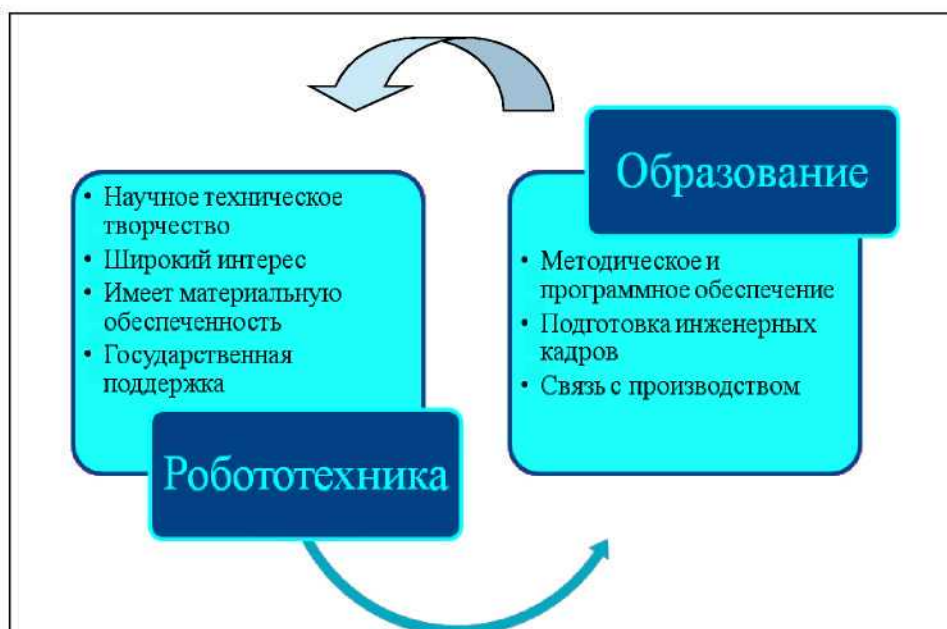 • Научное техническое
творчество
• Широкий интерес
• Имеет материальную
обеспеченность
• Государственная
поддержка
Робототехника
Образование
• Методическое и
программное обеспечение
• Подготовка инженерных
кадров
• Связь с производством